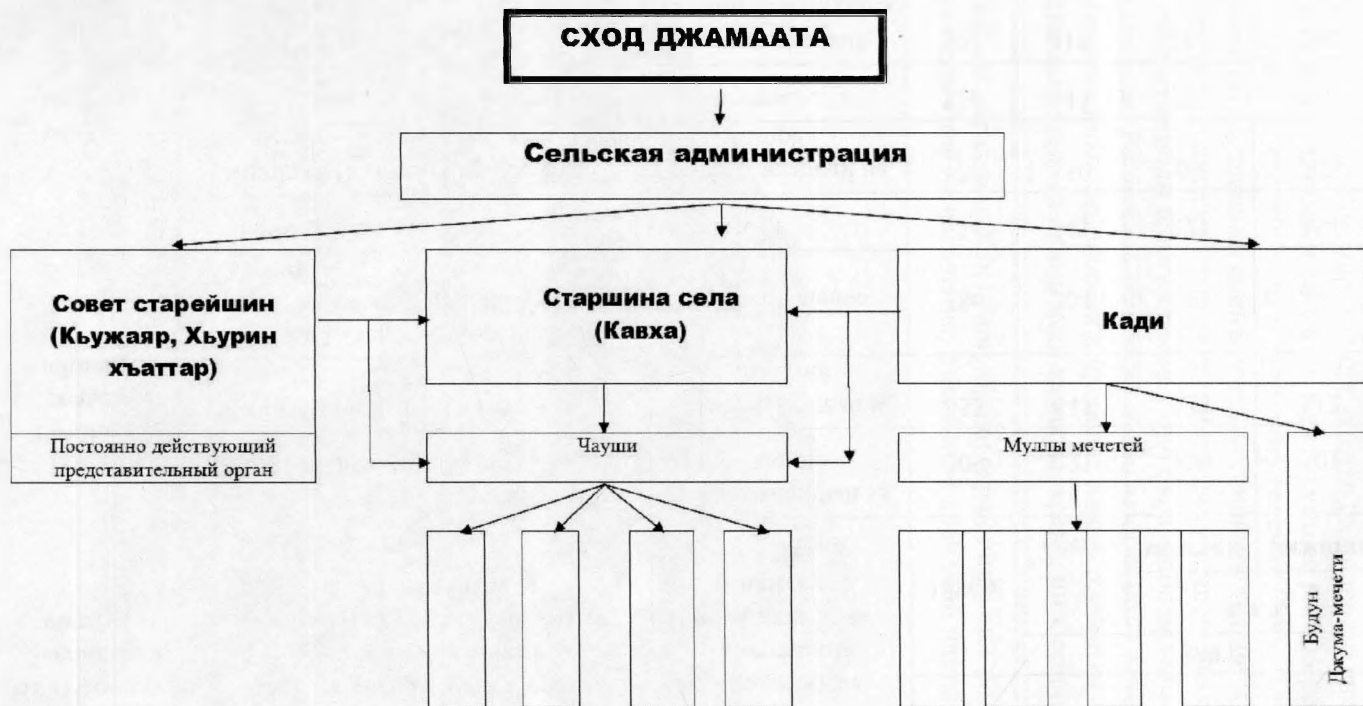 СХОД ДЖАМААТА
Сельская администрация
Совет старейшин
(Кьужаяр, Хьурин
хъаттар)
Постоянно действующий
представительный орган
Старшина села
(Кавха)
Кади
Чауши
Муллы мечетей
Будун
Джума-мечети